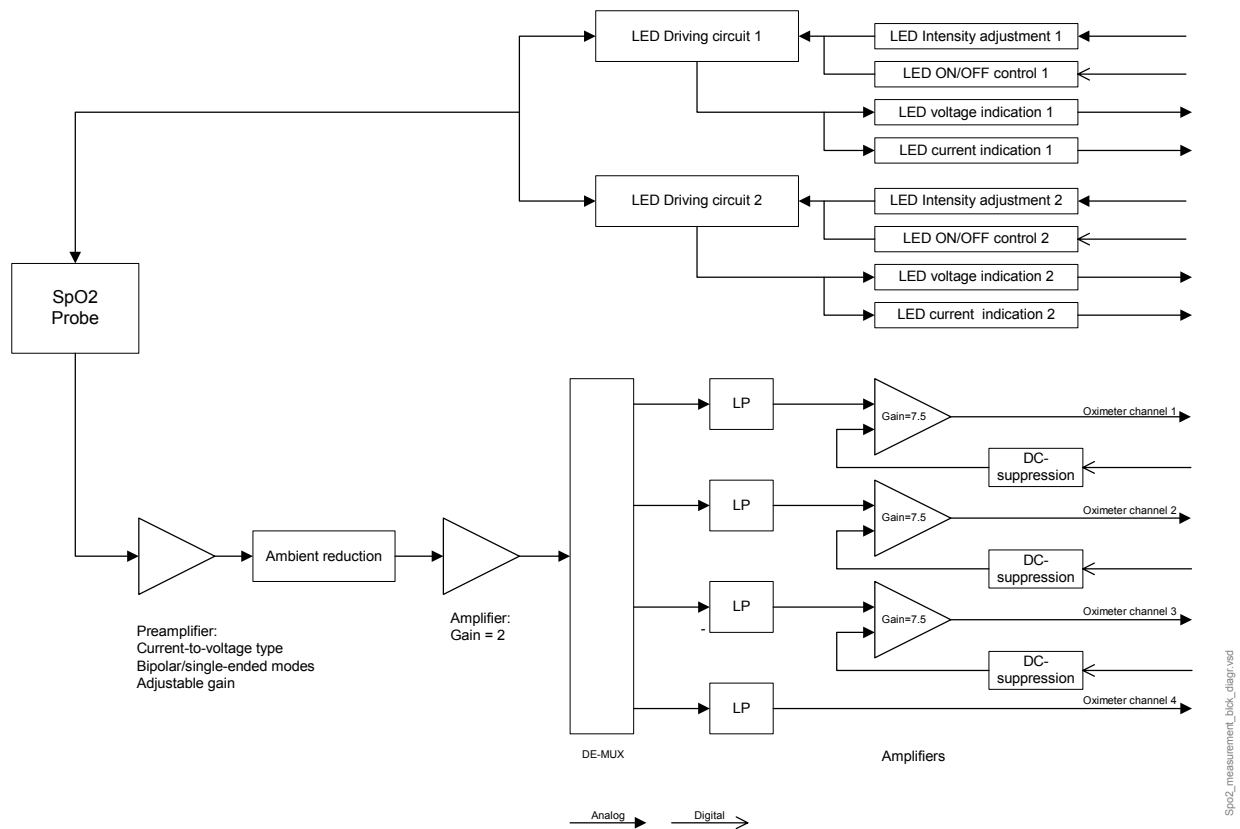 LED Driving circuit 1
LED Intensity adjustment 1
LED ON/OFF control 1
LED voltage indication 1
LED current indication 1
LED Driving circuit 2
LED Intensity adjustment 2
LED ON/OFF control 2
LED voltage indication 2
LED current indication 2
SpO2
Probe
LP
Gain=7.5
Oximeter channel 1
DC-
suppression
LP
Gain=7.5
Oximeter channel 2
DC-
suppression
LP
-
Gain=7.5
Oximeter channel 3
DC-
suppression
LP
Oximeter channel 4
Ambient reduction
Preamplifier:
Current-to-voltage type
Bipolar/single-ended modes
Adjustable gain
Amplifier:
Gain = 2
DE-MUX
Amplifiers
Analog
Digital
Spo2_measurement_blck_diagr.vsd